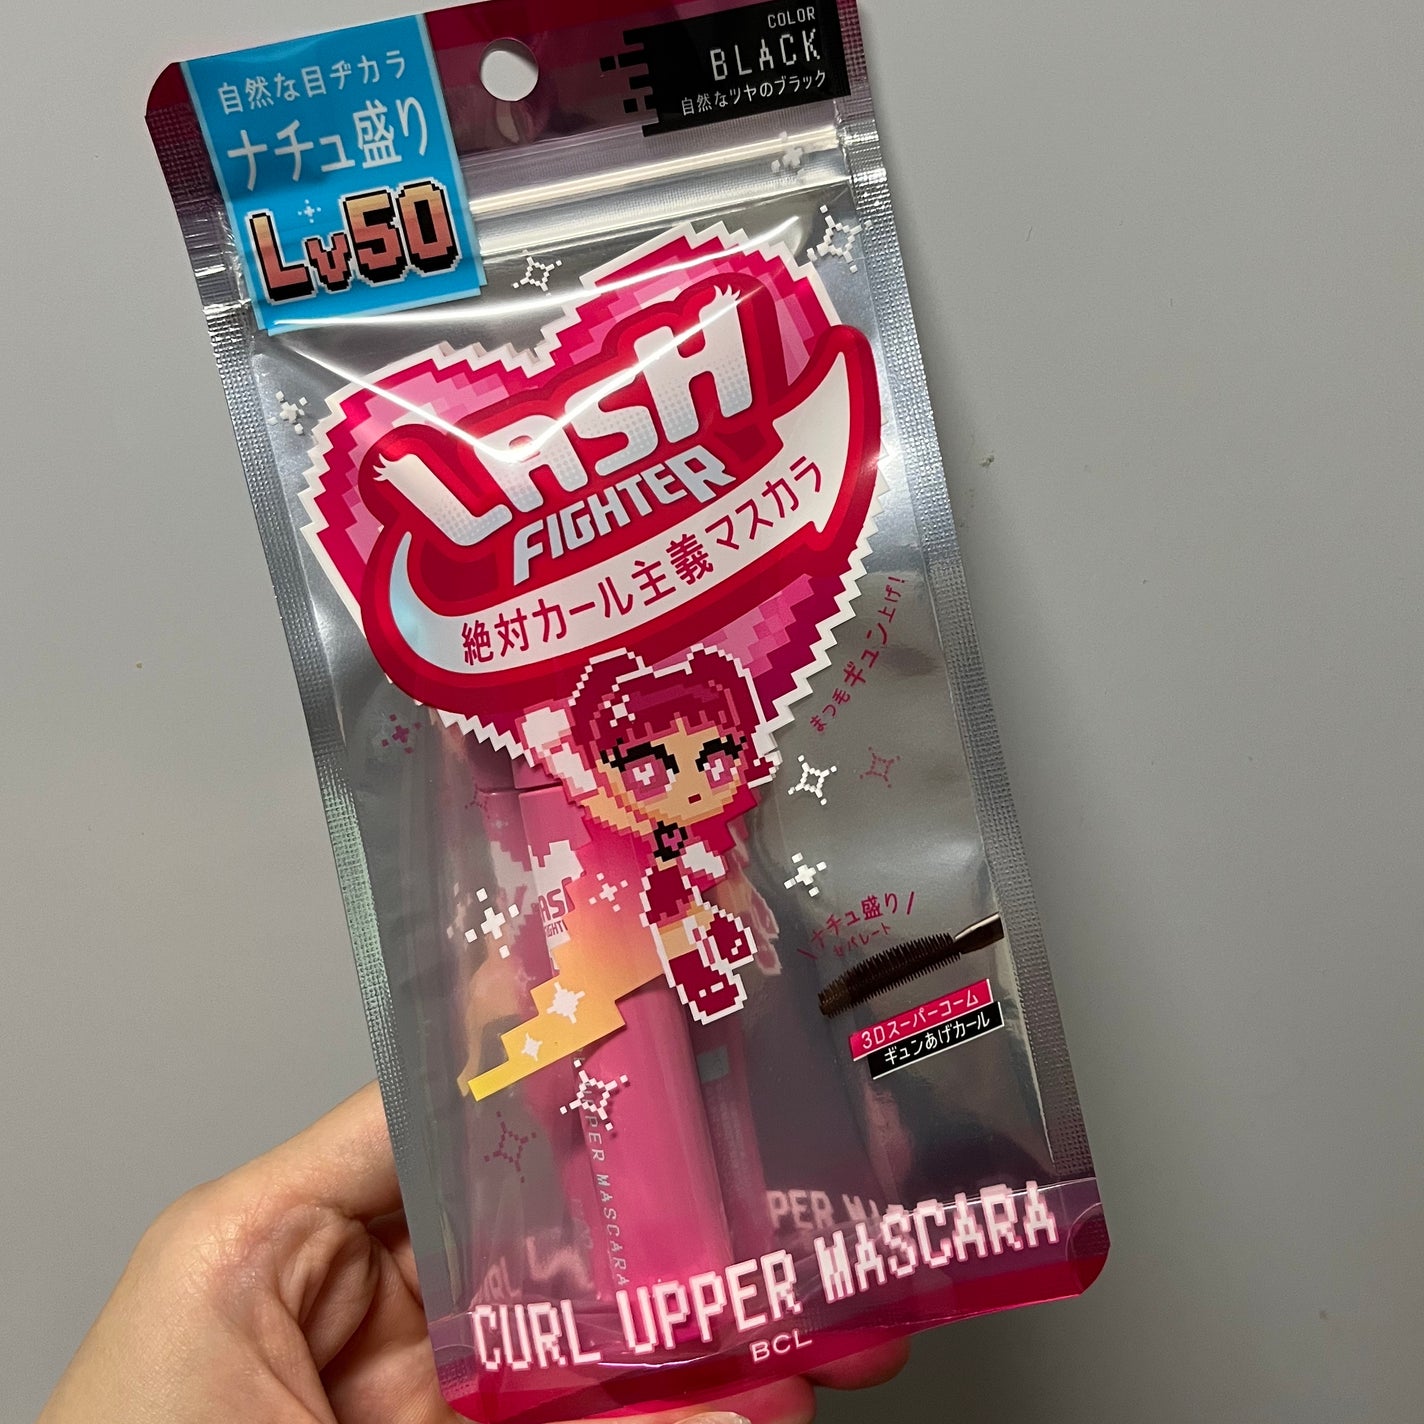 自然な目ヂカラ
ナチュ盛り
Lv50
COLOR
BLACK
自然なツヤのブラック
LASH
FIGHTER
絶対カール主義マスカラ
まつ毛ギュン上げ!
\ナチュ盛り/
セパレート
3Dスーパーコーム
ギュンあげカール
UPPER MASCARA
CURL UPPER MASCARA
BCL